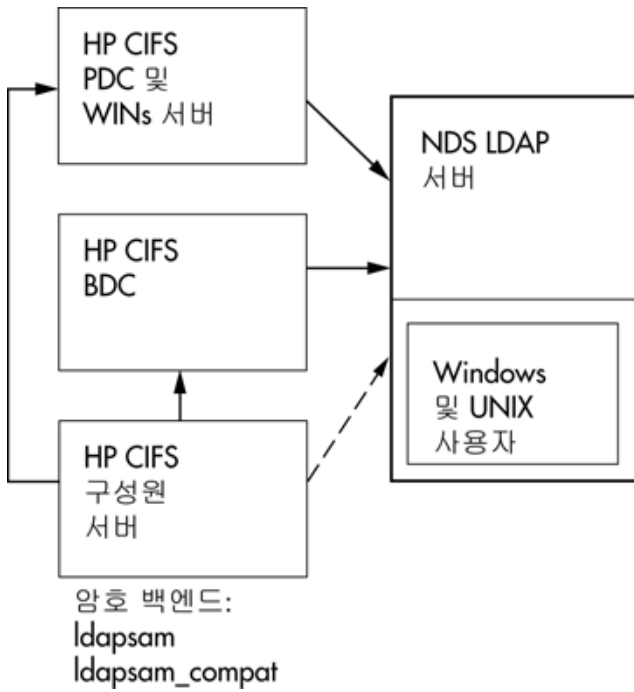 HP CIFS
PDC 및
WINs 서버
NDS LDAP
서버
HP CIFS
BDC
Windows
및 UNIX
사용자
HP CIFS
구성원
서버
암호 백엔드:
ldapsam
ldapsam_compat